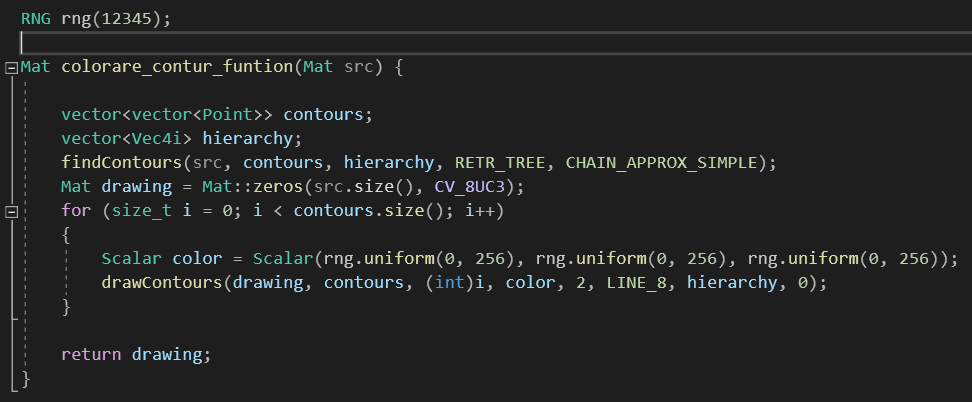 RNG rng(12345);
Mat colorare_contur_funtion(Mat src) {
vector<vector<Point>> contours;
vector<Vec4i> hierarchy;
findContours(src, contours, hierarchy, RETR_TREE, CHAIN_APPROX_SIMPLE);
Mat drawing = Mat::zeros(src.size(), CV_8UC3);
for (size_t i = 0; i < contours.size(); i++)
{
Scalar color = Scalar(rng.uniform(0, 256), rng.uniform(0, 256), rng.uniform(0, 256));
drawContours(drawing, contours, (int)i, color, 2, LINE_8, hierarchy, 0);
}
return drawing;
}